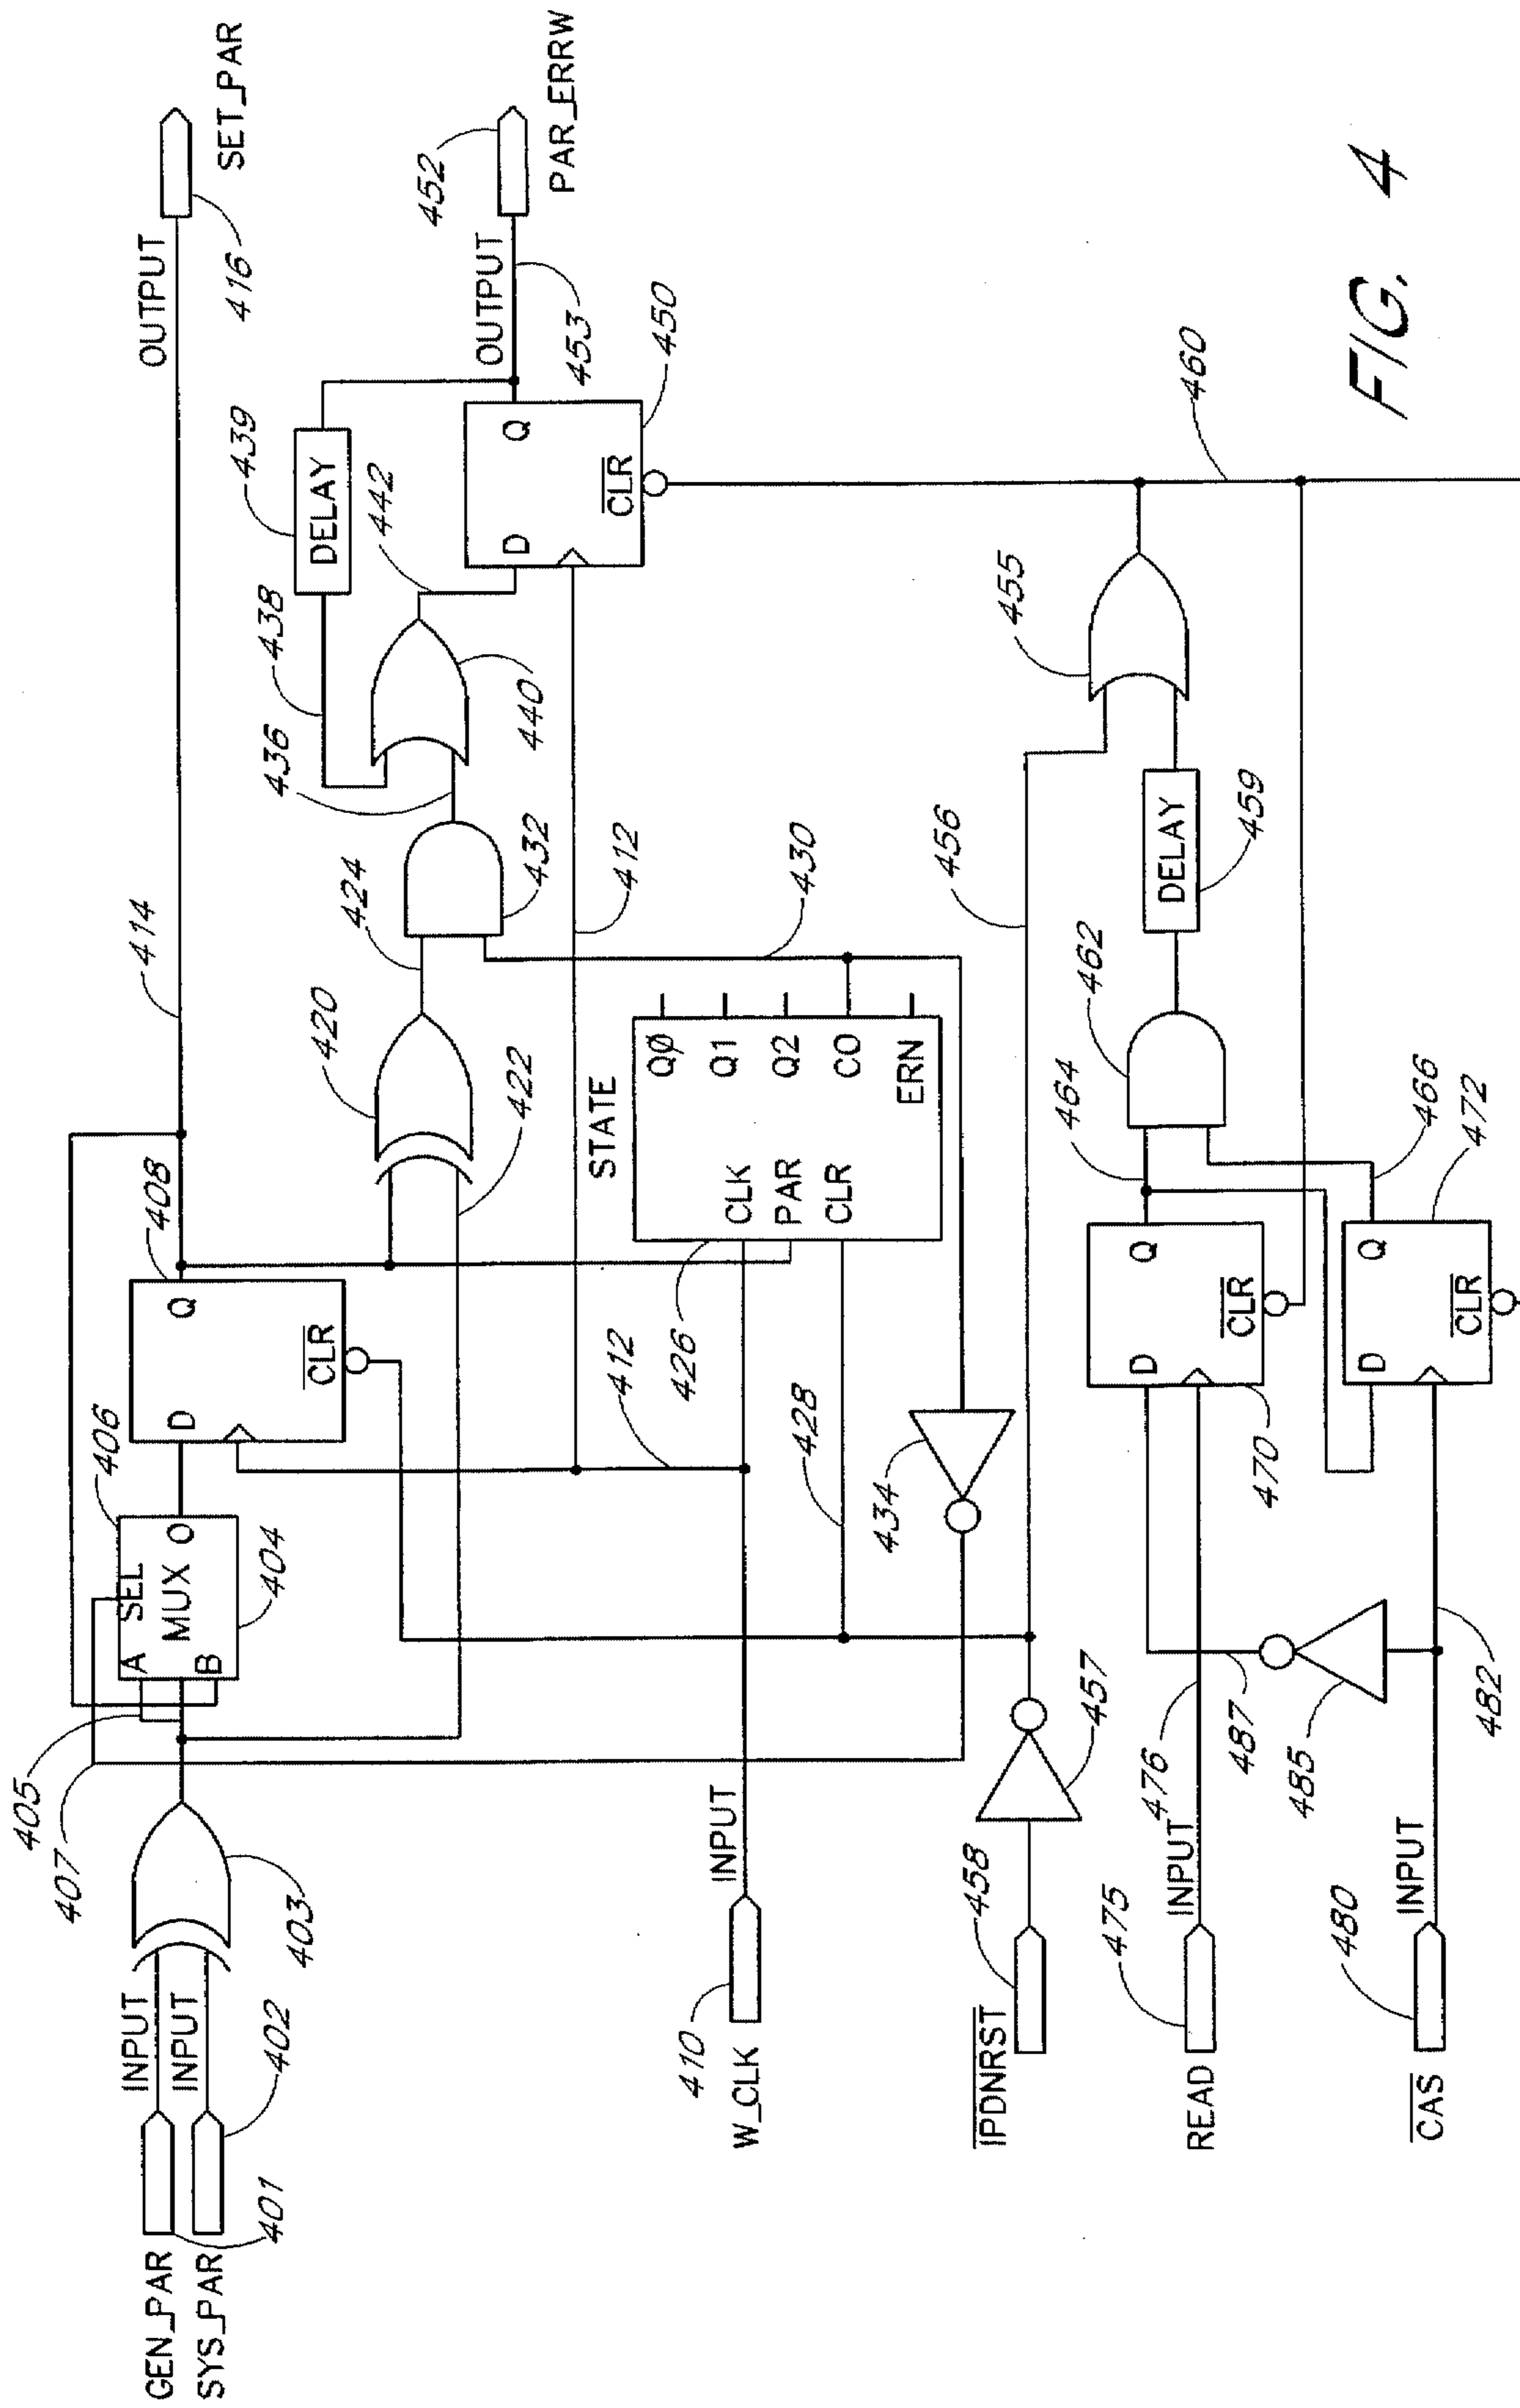 GEN_PAR
SYS_PAR
401
402
INPUT
INPUT
403
405
407
A
SEL
MUX
B
O
404
406
D
Q
CLR
408
414
OUTPUT
SET_PAR
416
420
422
424
432
436
438
439
DELAY
440
442
D
Q
CLR
450
OUTPUT
453
452
PAR_ERRW
412
412
STATE
CLK
PAR
CLR
QØ
Q1
Q2
CO
ERN
426
428
430
434
W_CLK
410
INPUT
IPDNRST
458
457
456
455
459
DELAY
460
462
464
466
READ
475
INPUT
476
D
Q
CLR
470
472
D
Q
CLR
CAS
480
INPUT
482
485
487
FIG. 4